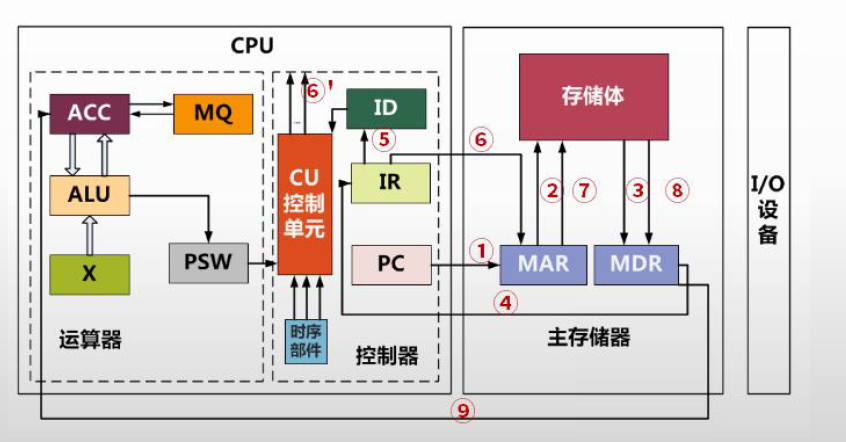 CPU
ACC
MQ
ALU
X
PSW
运算器
⑥'
...
CU
控制
单元
ID
⑤
IR
PC
时序
部件
控制器
⑥
①
④
存储体
②
⑦
③
⑧
MAR
MDR
主存储器
I/O
设
备
⑨